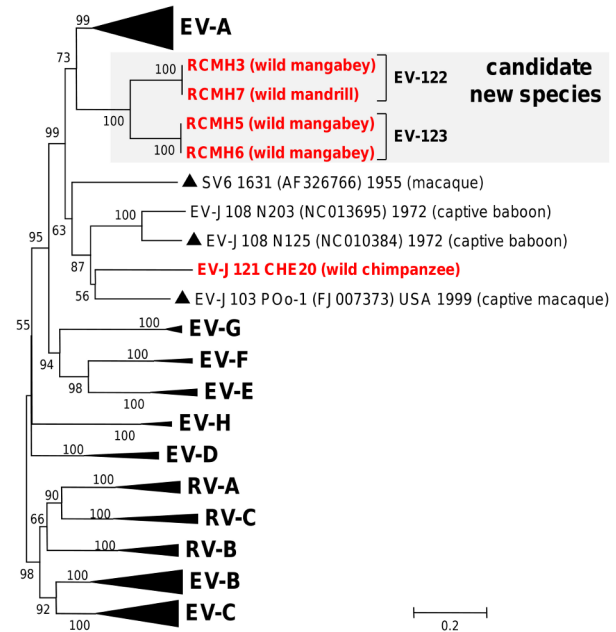 99
EV-A
73
100
RCMH3 (wild mangabey)
EV-122
candidate
new species
RCMH7 (wild mandrill)
100
RCMH5 (wild mangabey)
EV-123
99
100
RCMH6 (wild mangabey)
SV6 1631 (AF326766) 1955 (macaque)
63
100
EV-J 108 N203 (NC013695) 1972 (captive baboon)
95
EV-J 108 N125 (NC010384) 1972 (captive baboon)
87
EV-J 121 CHE20 (wild chimpanzee)
56
EV-J 103 POo-1 (FJ007373) USA 1999 (captive macaque)
55
100
EV-G
94
100
EV-F
98
EV-E
100
EV-H
100
EV-D
100
100
RV-A
90
100
RV-C
66
100
RV-B
98
100
EV-B
92
100
EV-C
0.2